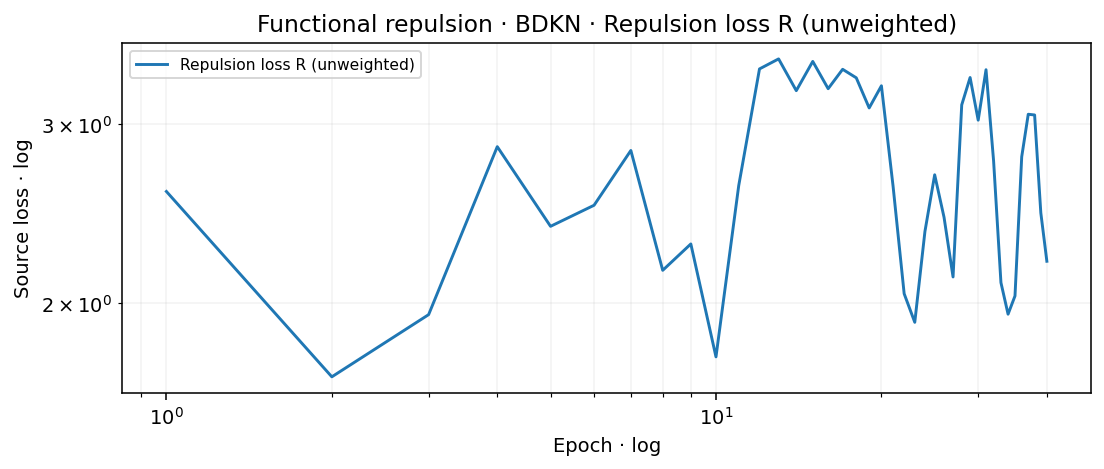 Functional repulsion · BDKN · Repulsion loss R (unweighted)
Repulsion loss R (unweighted)
3 × 10⁰
2 × 10⁰
Source loss · log
10⁰
10¹
Epoch · log